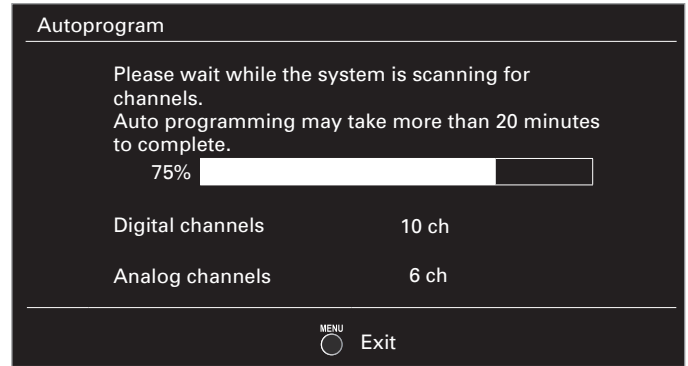 Autoprogram
Please wait while the system is scanning for
channels.
Auto programming may take more than 20 minutes
to complete.
75%
Digital channels 10 ch
Analog channels 6 ch
MENU Exit